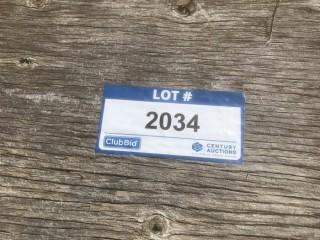 LOT #
2034
ClubBid
CENTURY
AUCTIONS